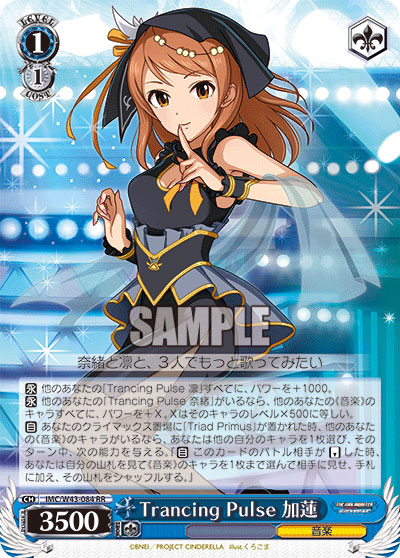 LEVEL
1
1
COST
SAMPLE
奈緒と凛と、3人でもっと歌ってみたい
永 他のあなたの「Trancing Pulse 凛」すべてに、パワーを+1000。
永 他のあなたの「Trancing Pulse 奈緒」がいるなら、他のあなたの《音楽》の
キャラすべてに、パワーを+X。Xはそのキャラのレベル×500に等しい。
自 あなたのクライマックス置場に「Triad Primus」が置かれた時、他のあなた
の《音楽》のキャラがいるなら、あなたは他の自分のキャラを1枚選び、そのター
ン中、次の能力を与える。『自 このカードのバトル相手が した時、あな
たは自分の山札を見て《音楽》のキャラを1枚まで選んで相手に見せ、手札
に加え、その山札をシャッフルする。』
CH IMC/W43-084 RR
3500
Trancing Pulse 加蓮
音楽
©BNEI / PROJECT CINDERELLA illust.くろごま